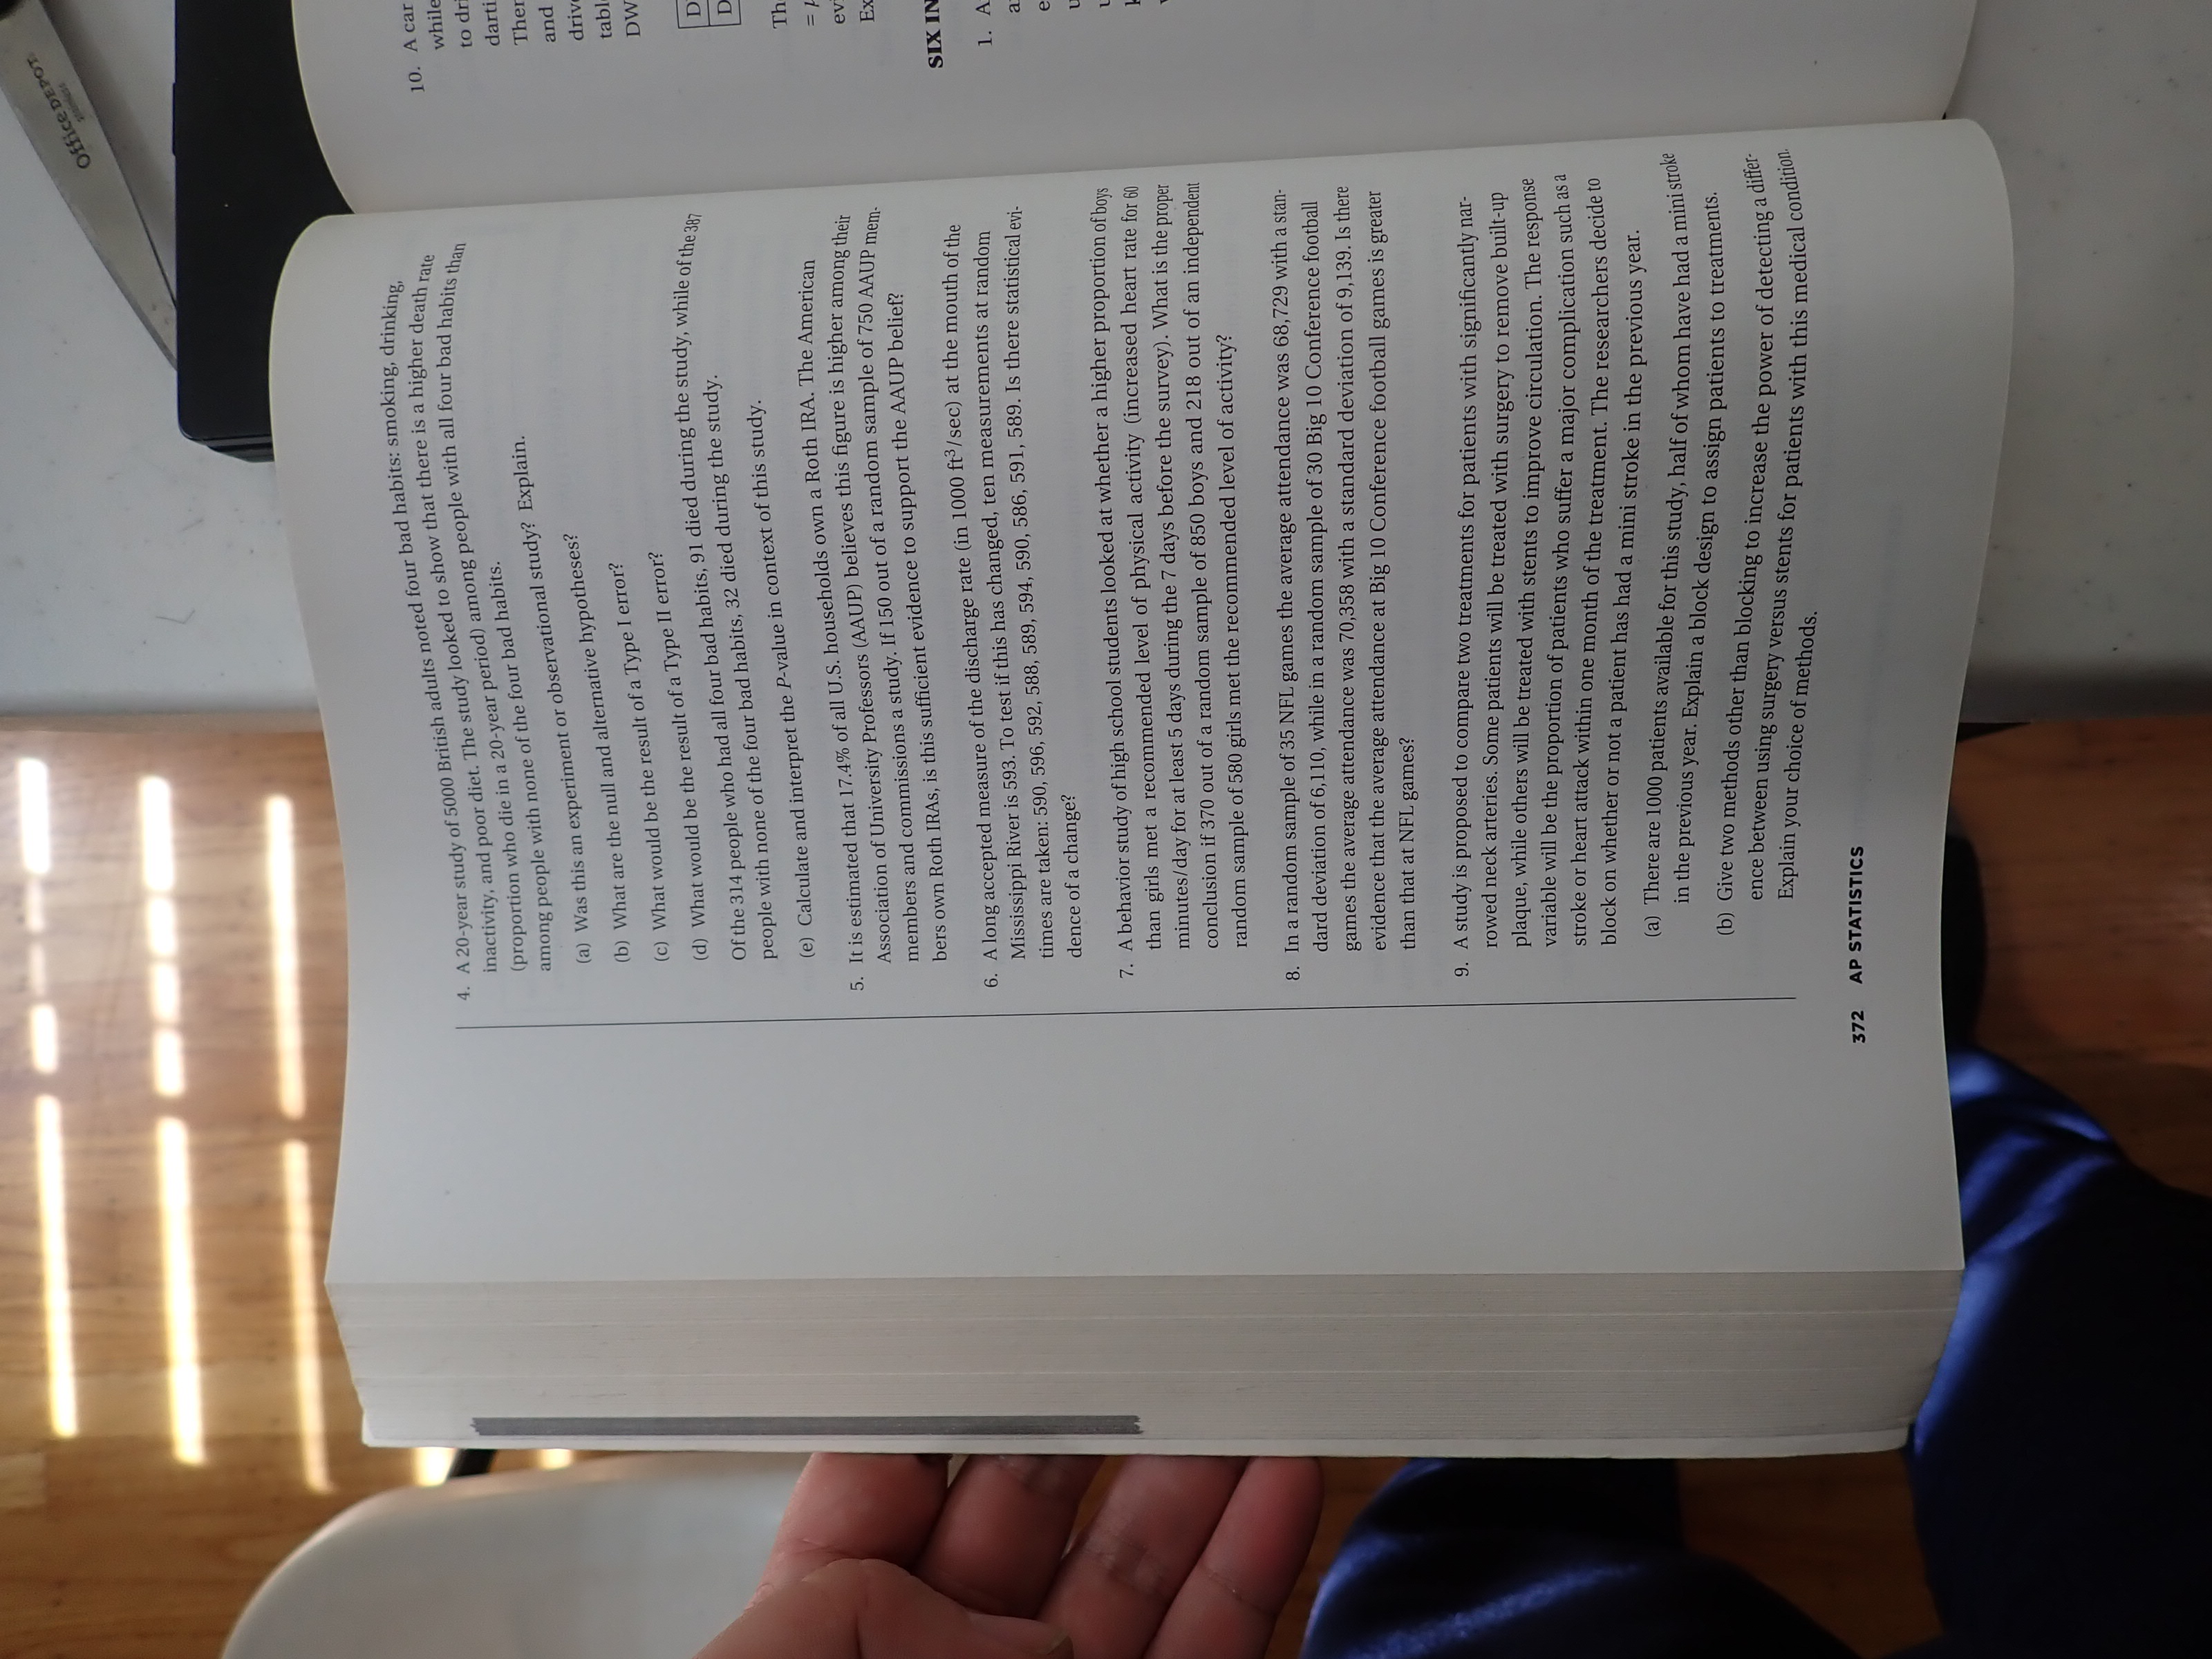 Office DEPOT
stainless
4. A 20-year study of 5000 British adults noted four bad habits: smoking, drinking,
inactivity, and poor diet. The study looked to show that there is a higher death rate
(proportion who die in a 20-year period) among people with all four bad habits than
among people with none of the four bad habits.
(a) Was this an experiment or observational study? Explain.
(b) What are the null and alternative hypotheses?
(c) What would be the result of a Type I error?
(d) What would be the result of a Type II error?
Of the 314 people who had all four bad habits, 91 died during the study, while of the 387
people with none of the four bad habits, 32 died during the study.
(e) Calculate and interpret the P-value in context of this study.
5. It is estimated that 17.4% of all U.S. households own a Roth IRA. The American
Association of University Professors (AAUP) believes this figure is higher among their
members and commissions a study. If 150 out of a random sample of 750 AAUP mem-
bers own Roth IRAs, is this sufficient evidence to support the AAUP belief?
6. A long accepted measure of the discharge rate (in 1000 ft³/sec) at the mouth of the
Mississippi River is 593. To test if this has changed, ten measurements at random
times are taken: 590, 596, 592, 588, 589, 594, 590, 586, 591, 589. Is there statistical evi-
dence of a change?
7. A behavior study of high school students looked at whether a higher proportion of boys
than girls met a recommended level of physical activity (increased heart rate for 60
minutes/day for at least 5 days during the 7 days before the survey). What is the proper
conclusion if 370 out of a random sample of 850 boys and 218 out of an independent
random sample of 580 girls met the recommended level of activity?
8. In a random sample of 35 NFL games the average attendance was 68,729 with a stan-
dard deviation of 6,110, while in a random sample of 30 Big 10 Conference football
games the average attendance was 70,358 with a standard deviation of 9,139. Is there
evidence that the average attendance at Big 10 Conference football games is greater
than that at NFL games?
9. A study is proposed to compare two treatments for patients with significantly nar-
rowed neck arteries. Some patients will be treated with surgery to remove built-up
plaque, while others will be treated with stents to improve circulation. The response
variable will be the proportion of patients who suffer a major complication such as a
stroke or heart attack within one month of the treatment. The researchers decide to
block on whether or not a patient has had a mini stroke in the previous year.
(a) There are 1000 patients available for this study, half of whom have had a mini stroke
in the previous year. Explain a block design to assign patients to treatments.
(b) Give two methods other than blocking to increase the power of detecting a differ-
ence between using surgery versus stents for patients with this medical condition.
Explain your choice of methods.
372 AP STATISTICS
10. A car
while
to dri
darti
Ther
and
driv
tabl
DW
D
D
Th
= μ
ev
Ex
SIX IN
1. A
a
e
u